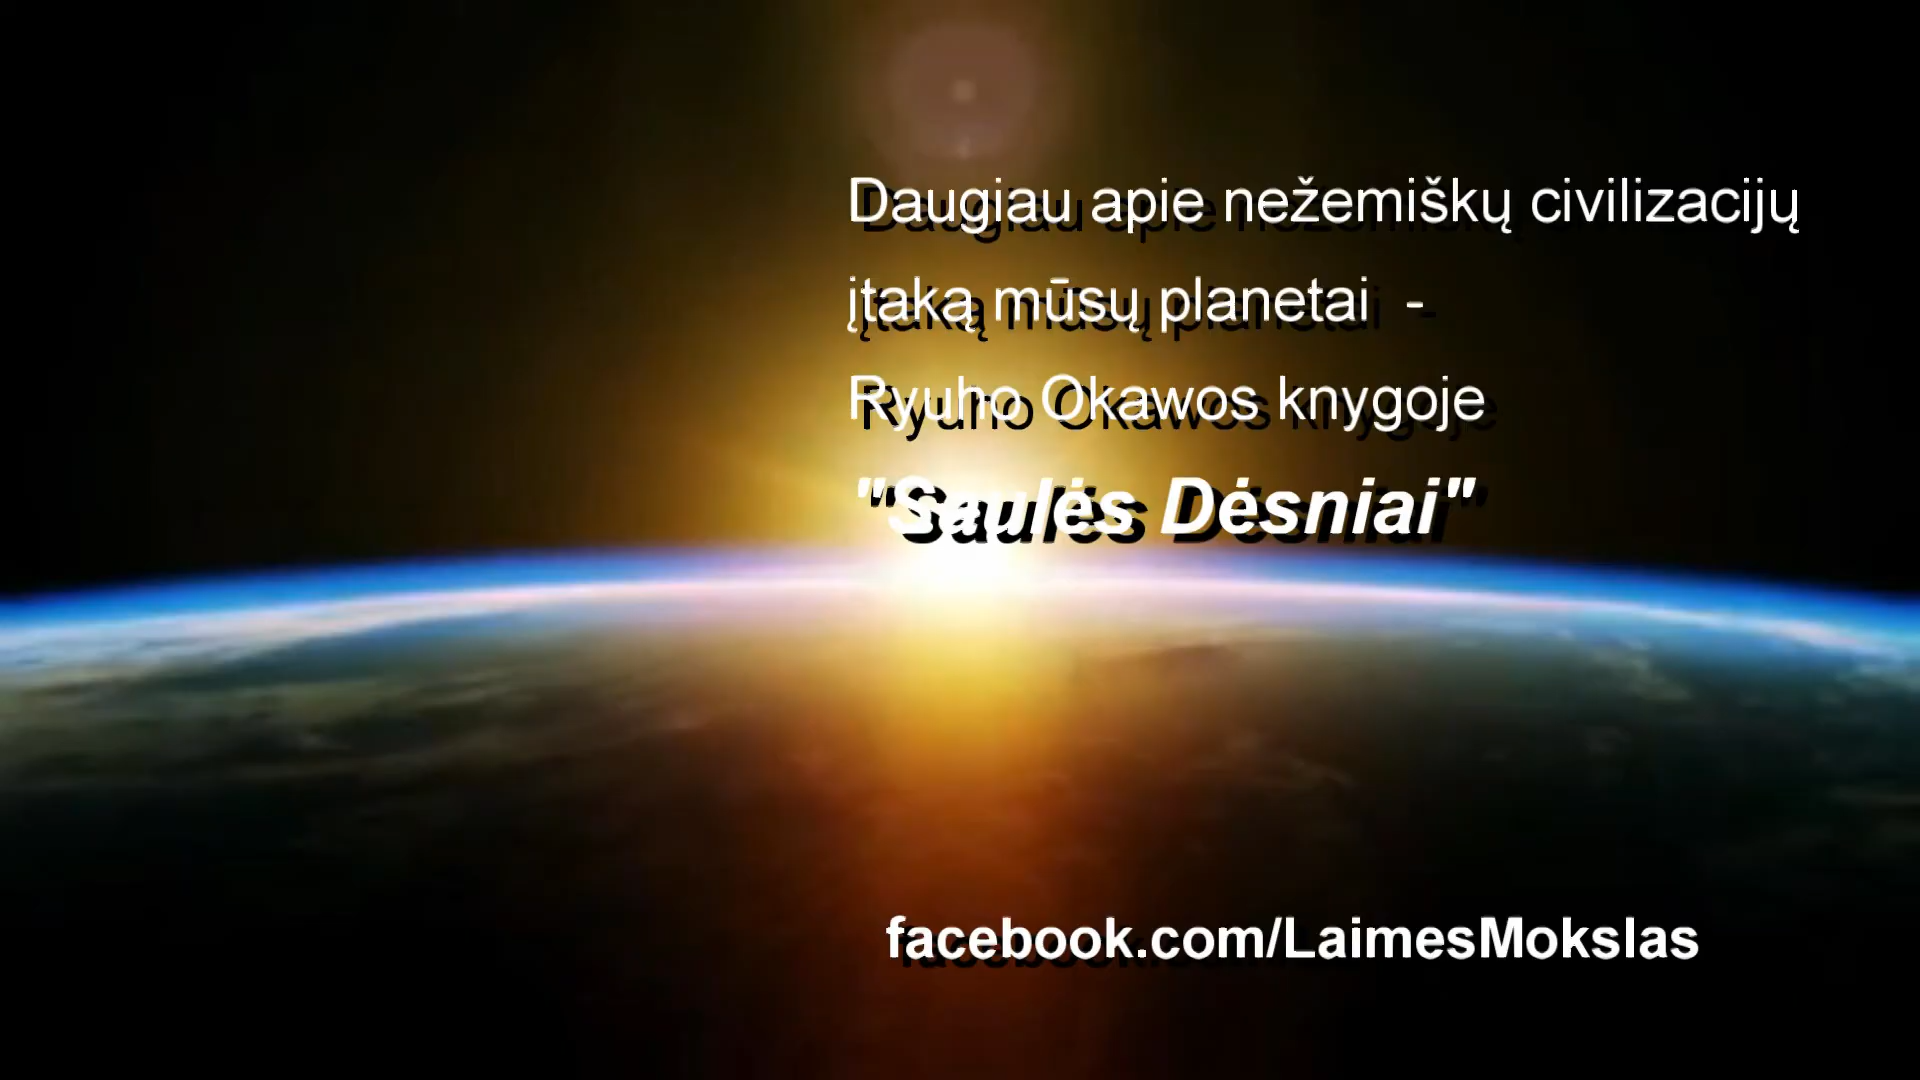 Daugiau apie nežemiškų civilizacijų
įtaką mūsų planetai -
Ryuho Okawos knygoje
"Saulės Dėsniai"
facebook.com/LaimesMokslas